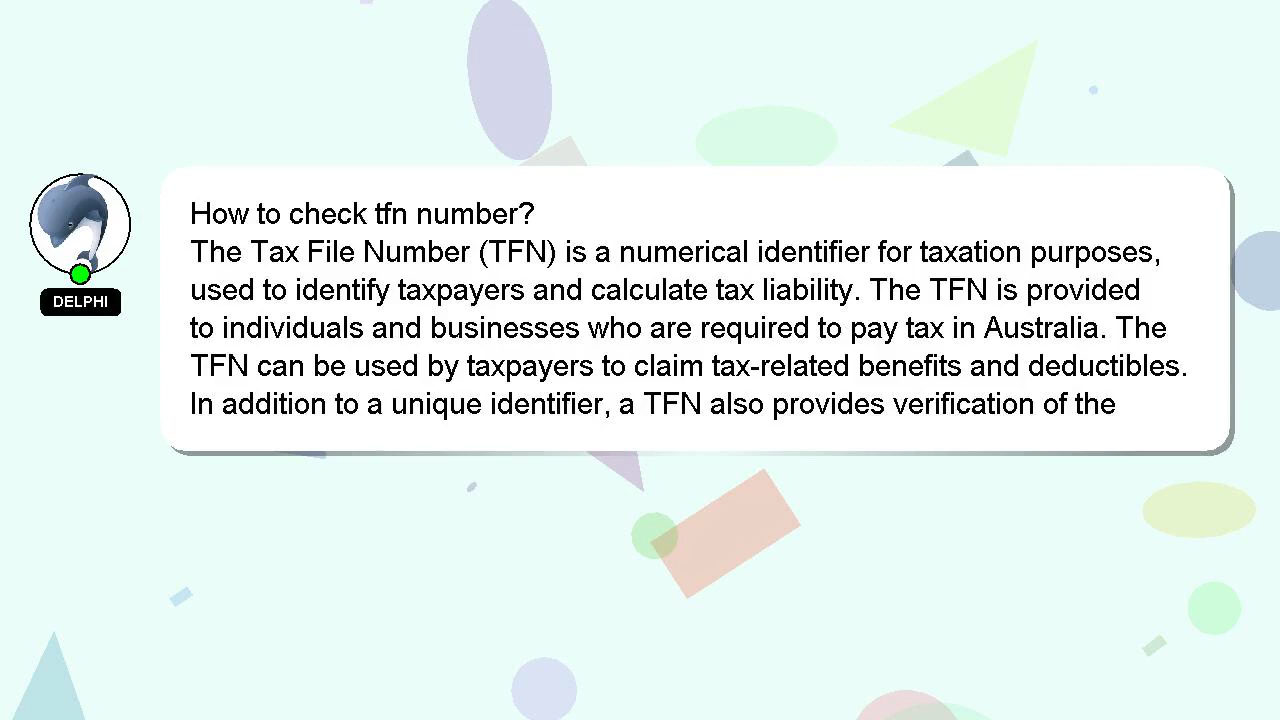 How to check tfn number?
The Tax File Number (TFN) is a numerical identifier for taxation purposes,
used to identify taxpayers and calculate tax liability. The TFN is provided
to individuals and businesses who are required to pay tax in Australia. The
TFN can be used by taxpayers to claim tax-related benefits and deductibles.
In addition to a unique identifier, a TFN also provides verification of the
DELPHI